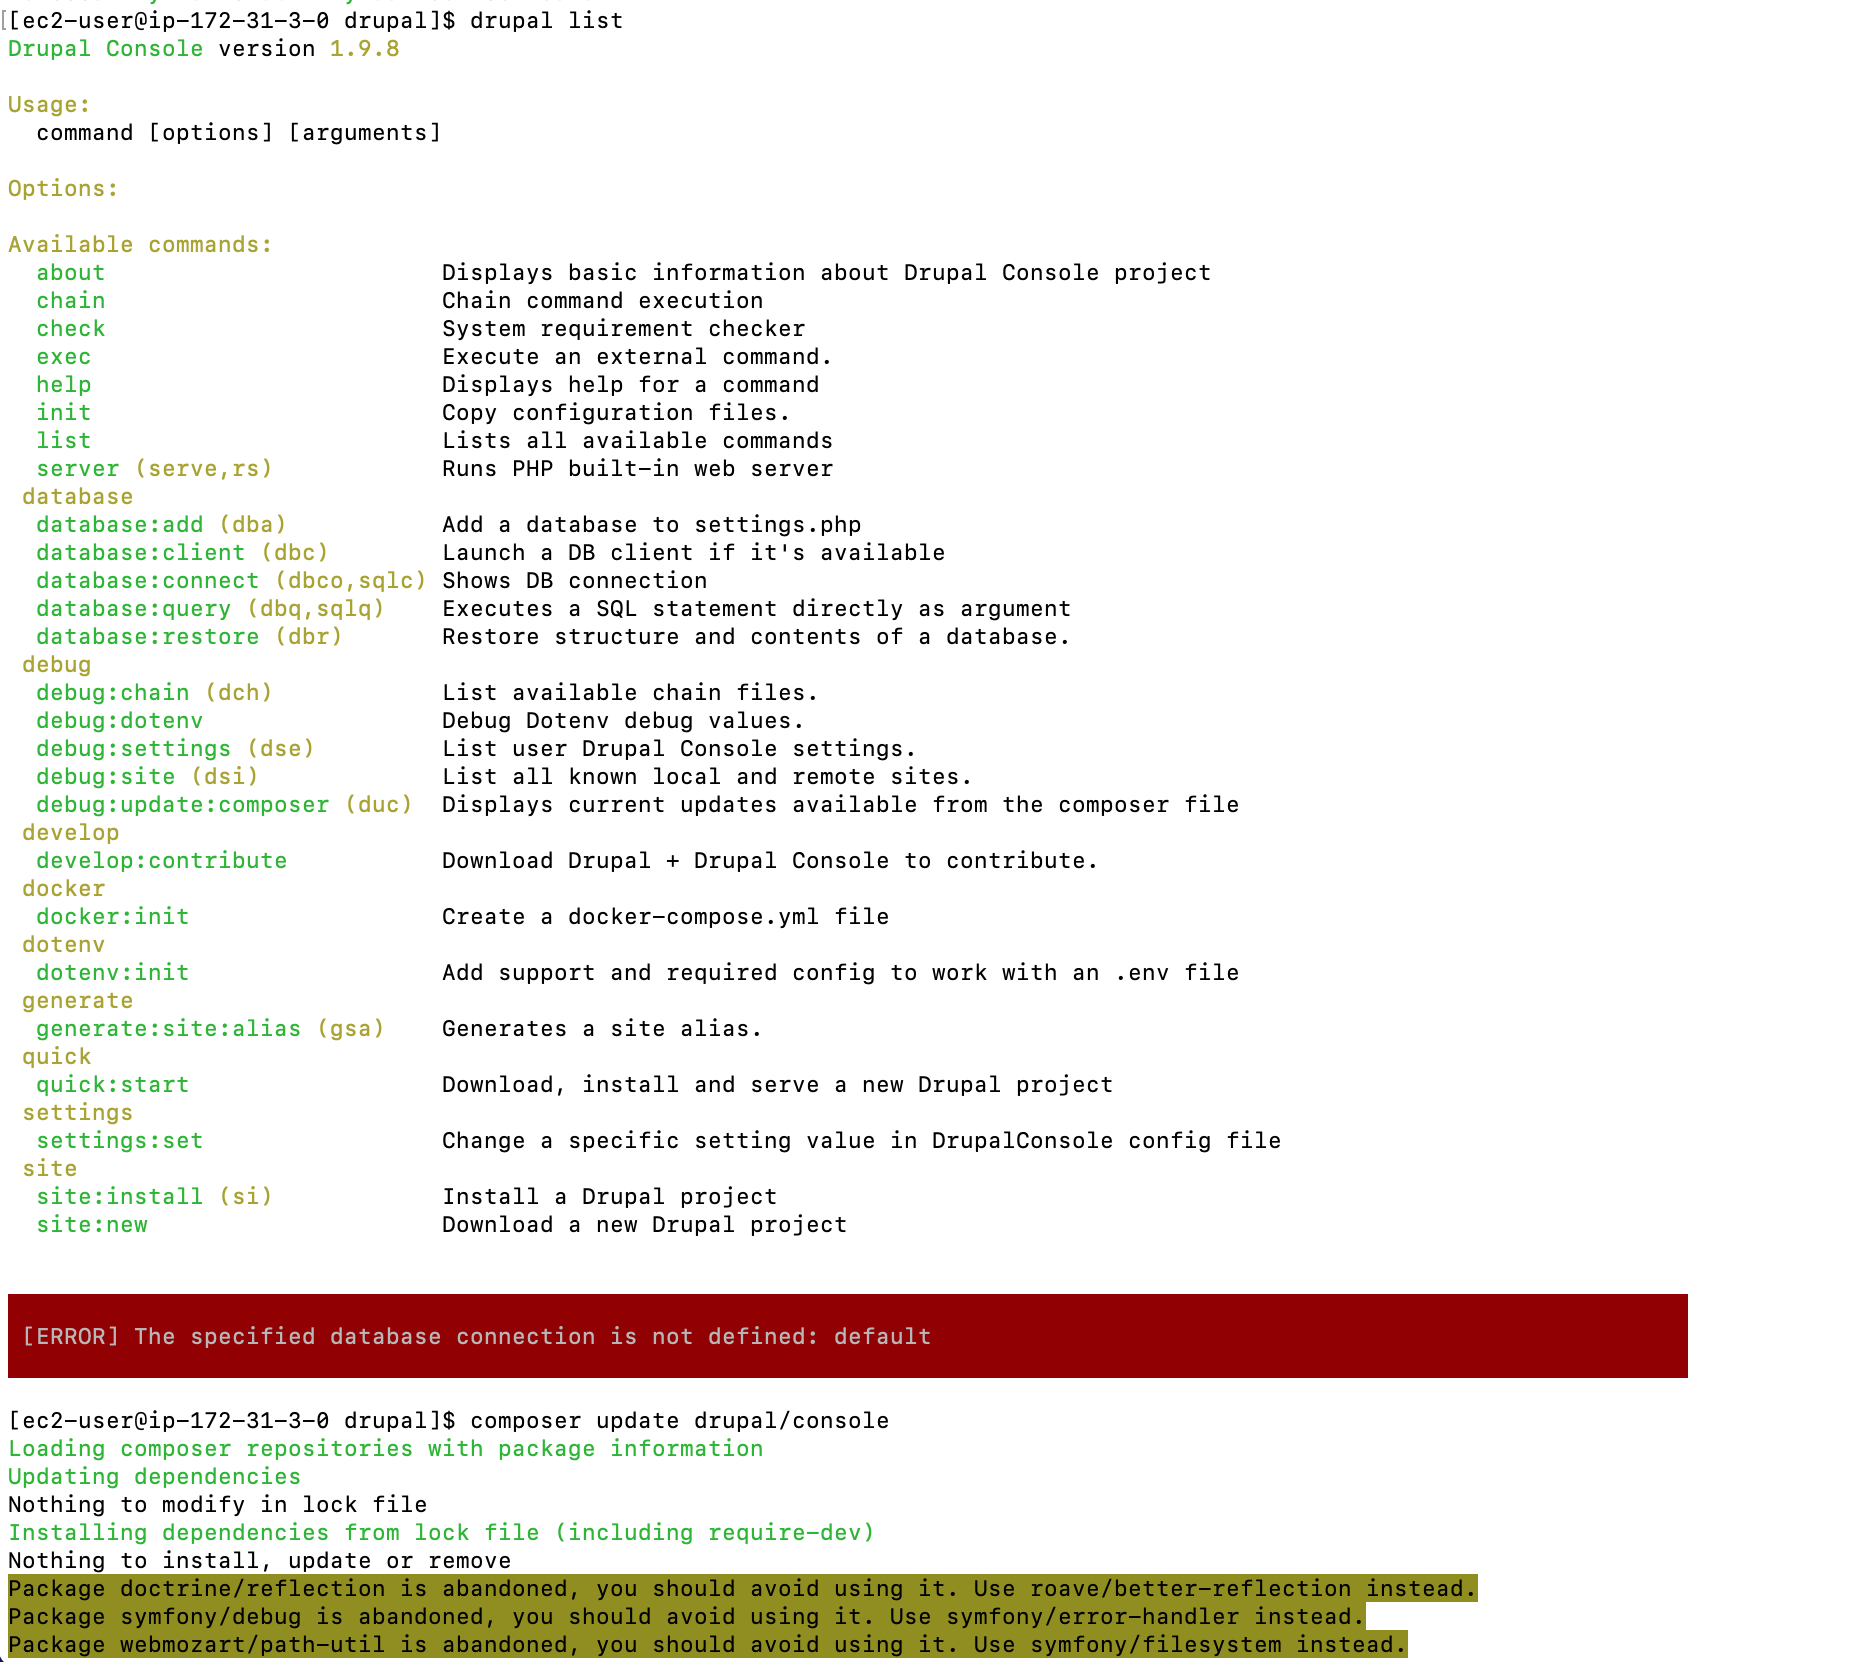 [[ec2-user@ip-172-31-3-0 drupal]$ drupal list
Drupal Console version 1.9.8
Usage:
command [options] [arguments]
Options:
Available commands:
about Displays basic information about Drupal Console project
chain Chain command execution
check System requirement checker
exec Execute an external command.
help Displays help for a command
init Copy configuration files.
list Lists all available commands
server (serve,rs) Runs PHP built-in web server
database
database:add (dba) Add a database to settings.php
database:client (dbc) Launch a DB client if it's available
database:connect (dbco,sqlc) Shows DB connection
database:query (dbq,sqlq) Executes a SQL statement directly as argument
database:restore (dbr) Restore structure and contents of a database.
debug
debug:chain (dch) List available chain files.
debug:dotenv Debug Dotenv debug values.
debug:settings (dse) List user Drupal Console settings.
debug:site (dsi) List all known local and remote sites.
debug:update:composer (duc) Displays current updates available from the composer file
develop
develop:contribute Download Drupal + Drupal Console to contribute.
docker
docker:init Create a docker-compose.yml file
dotenv
dotenv:init Add support and required config to work with an .env file
generate
generate:site:alias (gsa) Generates a site alias.
quick
quick:start Download, install and serve a new Drupal project
settings
settings:set Change a specific setting value in DrupalConsole config file
site
site:install (si) Install a Drupal project
site:new Download a new Drupal project
[ERROR] The specified database connection is not defined: default
[ec2-user@ip-172-31-3-0 drupal]$ composer update drupal/console
Loading composer repositories with package information
Updating dependencies
Nothing to modify in lock file
Installing dependencies from lock file (including require-dev)
Nothing to install, update or remove
Package doctrine/reflection is abandoned, you should avoid using it. Use roave/better-reflection instead.
Package symfony/debug is abandoned, you should avoid using it. Use symfony/error-handler instead.
Package webmozart/path-util is abandoned, you should avoid using it. Use symfony/filesystem instead.